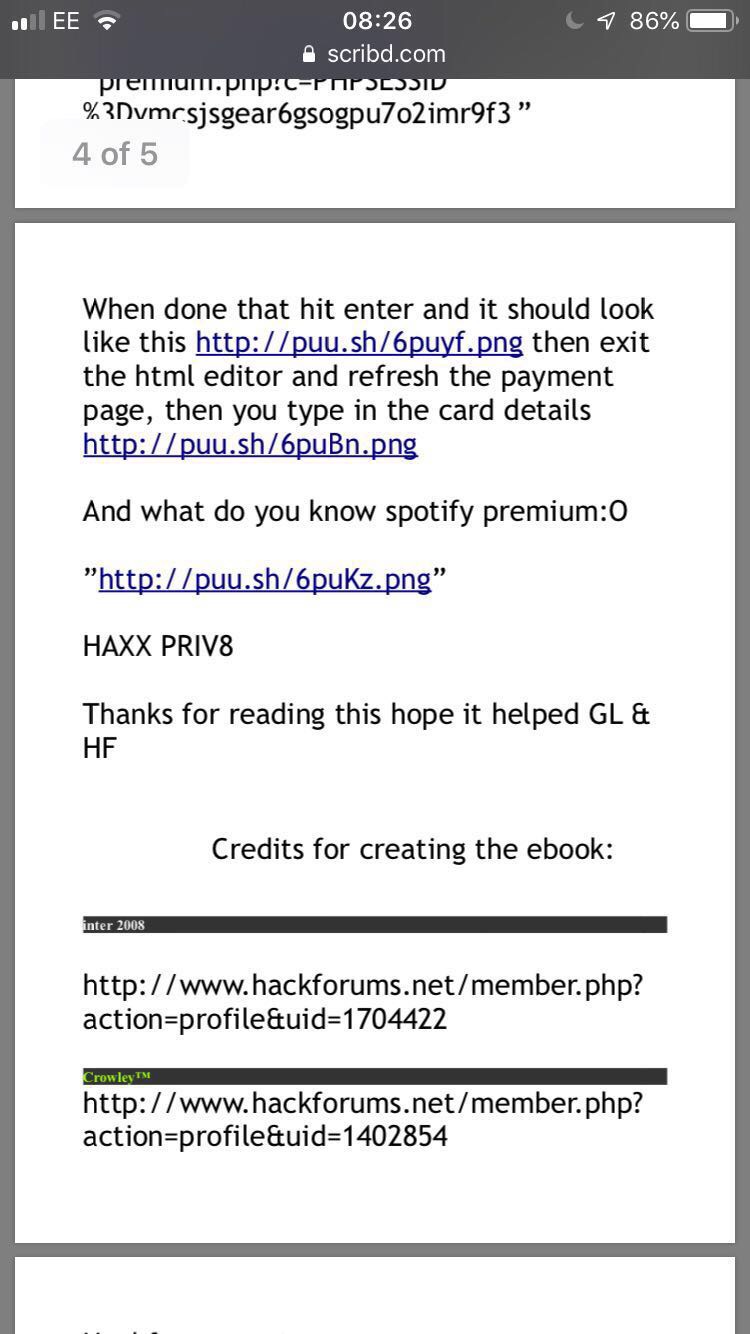 EE 08:26 86%
scribd.com
premium.php?c=PHPSESSID
%3Dvmcsjsgear6gsogpu7o2imr9f3 ”
4 of 5
When done that hit enter and it should look
like this http://puu.sh/6puyf.png then exit
the html editor and refresh the payment
page, then you type in the card details
http://puu.sh/6puBn.png
And what do you know spotify premium:O
”http://puu.sh/6puKz.png”
HAXX PRIV8
Thanks for reading this hope it helped GL &
HF
Credits for creating the ebook:
inter 2008
http://www.hackforums.net/member.php?
action=profile&uid=1704422
Crowley™
http://www.hackforums.net/member.php?
action=profile&uid=1402854